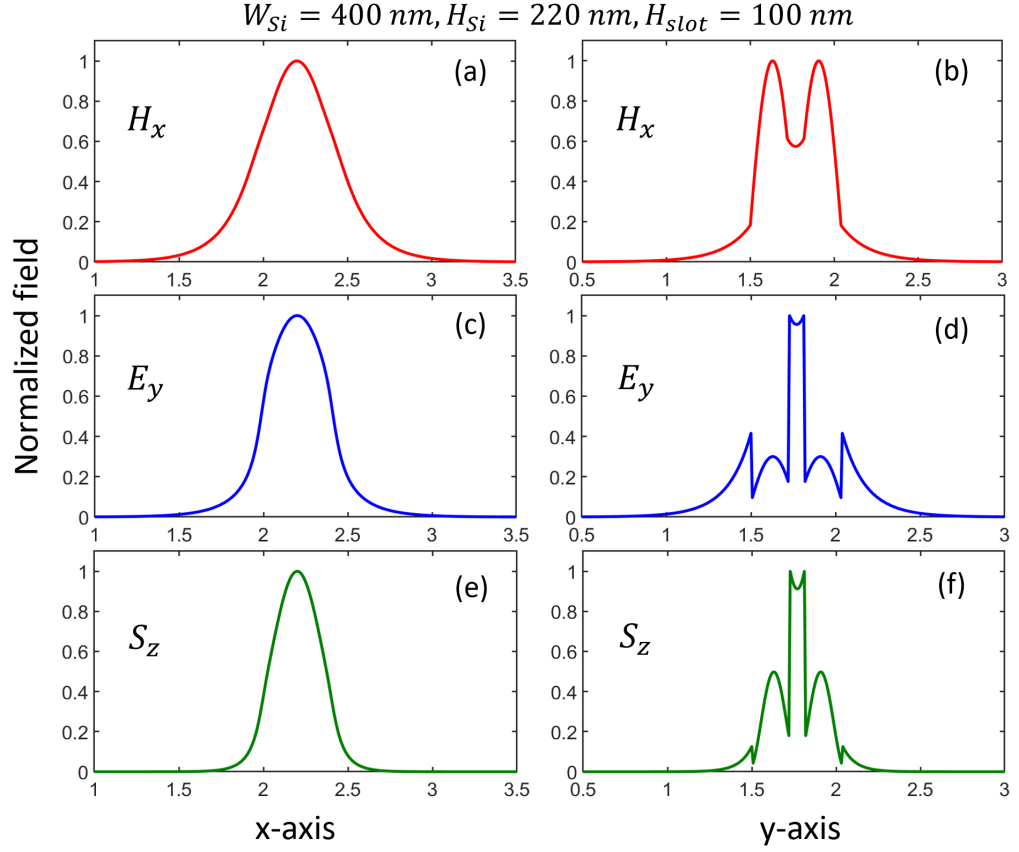 W_Si = 400 nm, H_Si = 220 nm, H_slot = 100 nm
(a)
H_x
1
0.8
0.6
0.4
0.2
0
1 1.5 2 2.5 3 3.5
(b)
H_x
1
0.8
0.6
0.4
0.2
0
0.5 1 1.5 2 2.5 3
Normalized field
(c)
E_y
1
0.8
0.6
0.4
0.2
0
1 1.5 2 2.5 3 3.5
(d)
E_y
1
0.8
0.6
0.4
0.2
0
0.5 1 1.5 2 2.5 3
(e)
S_z
1
0.8
0.6
0.4
0.2
0
1 1.5 2 2.5 3 3.5
(f)
S_z
1
0.8
0.6
0.4
0.2
0
0.5 1 1.5 2 2.5 3
x-axis
y-axis